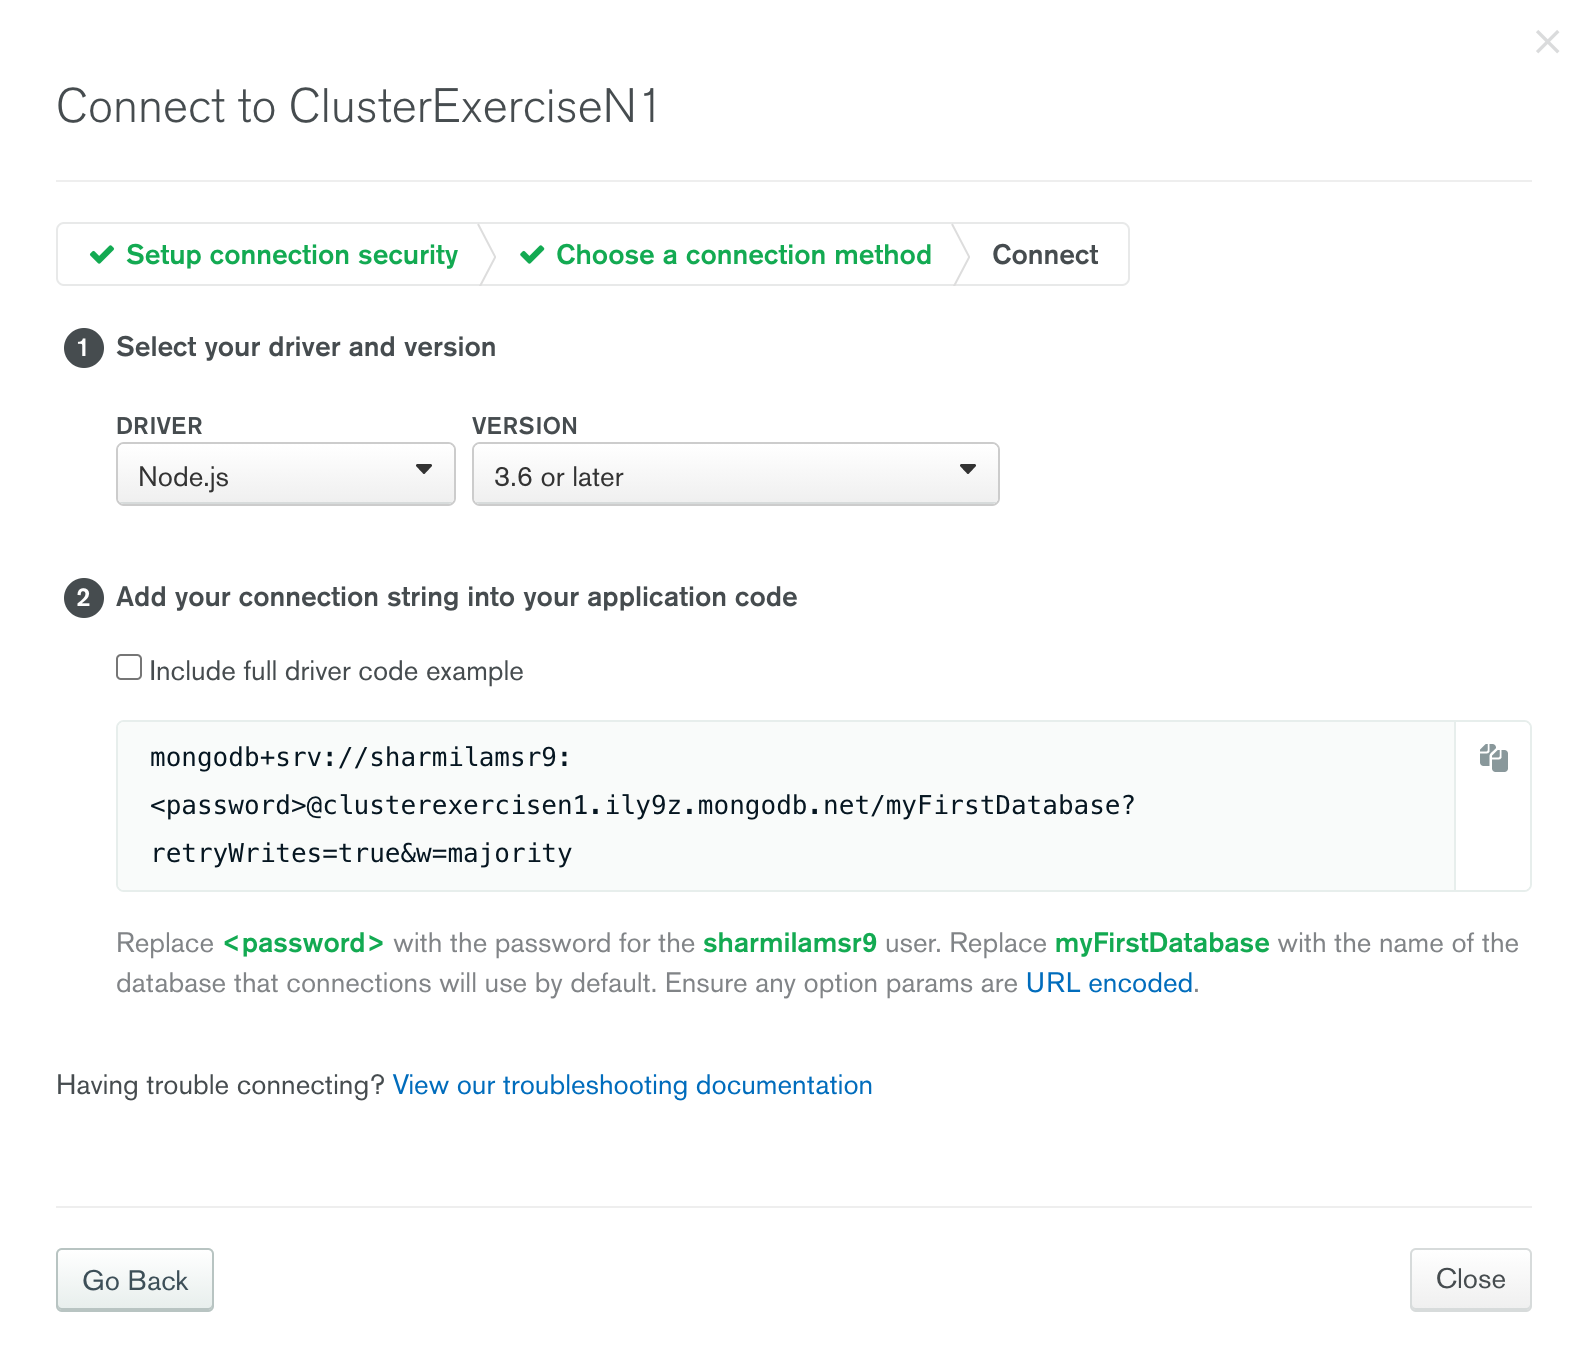 Connect to ClusterExerciseN1
Setup connection security
Choose a connection method
Connect
1 Select your driver and version
DRIVER VERSION
Node.js 3.6 or later
2 Add your connection string into your application code
Include full driver code example
mongodb+srv://sharmilamsr9:
<password>@clusterexercisen1.ily9z.mongodb.net/myFirstDatabase?
retryWrites=true&w=majority
Replace <password> with the password for the sharmilamsr9 user. Replace myFirstDatabase with the name of the
database that connections will use by default. Ensure any option params are URL encoded.
Having trouble connecting? View our troubleshooting documentation
Go Back Close